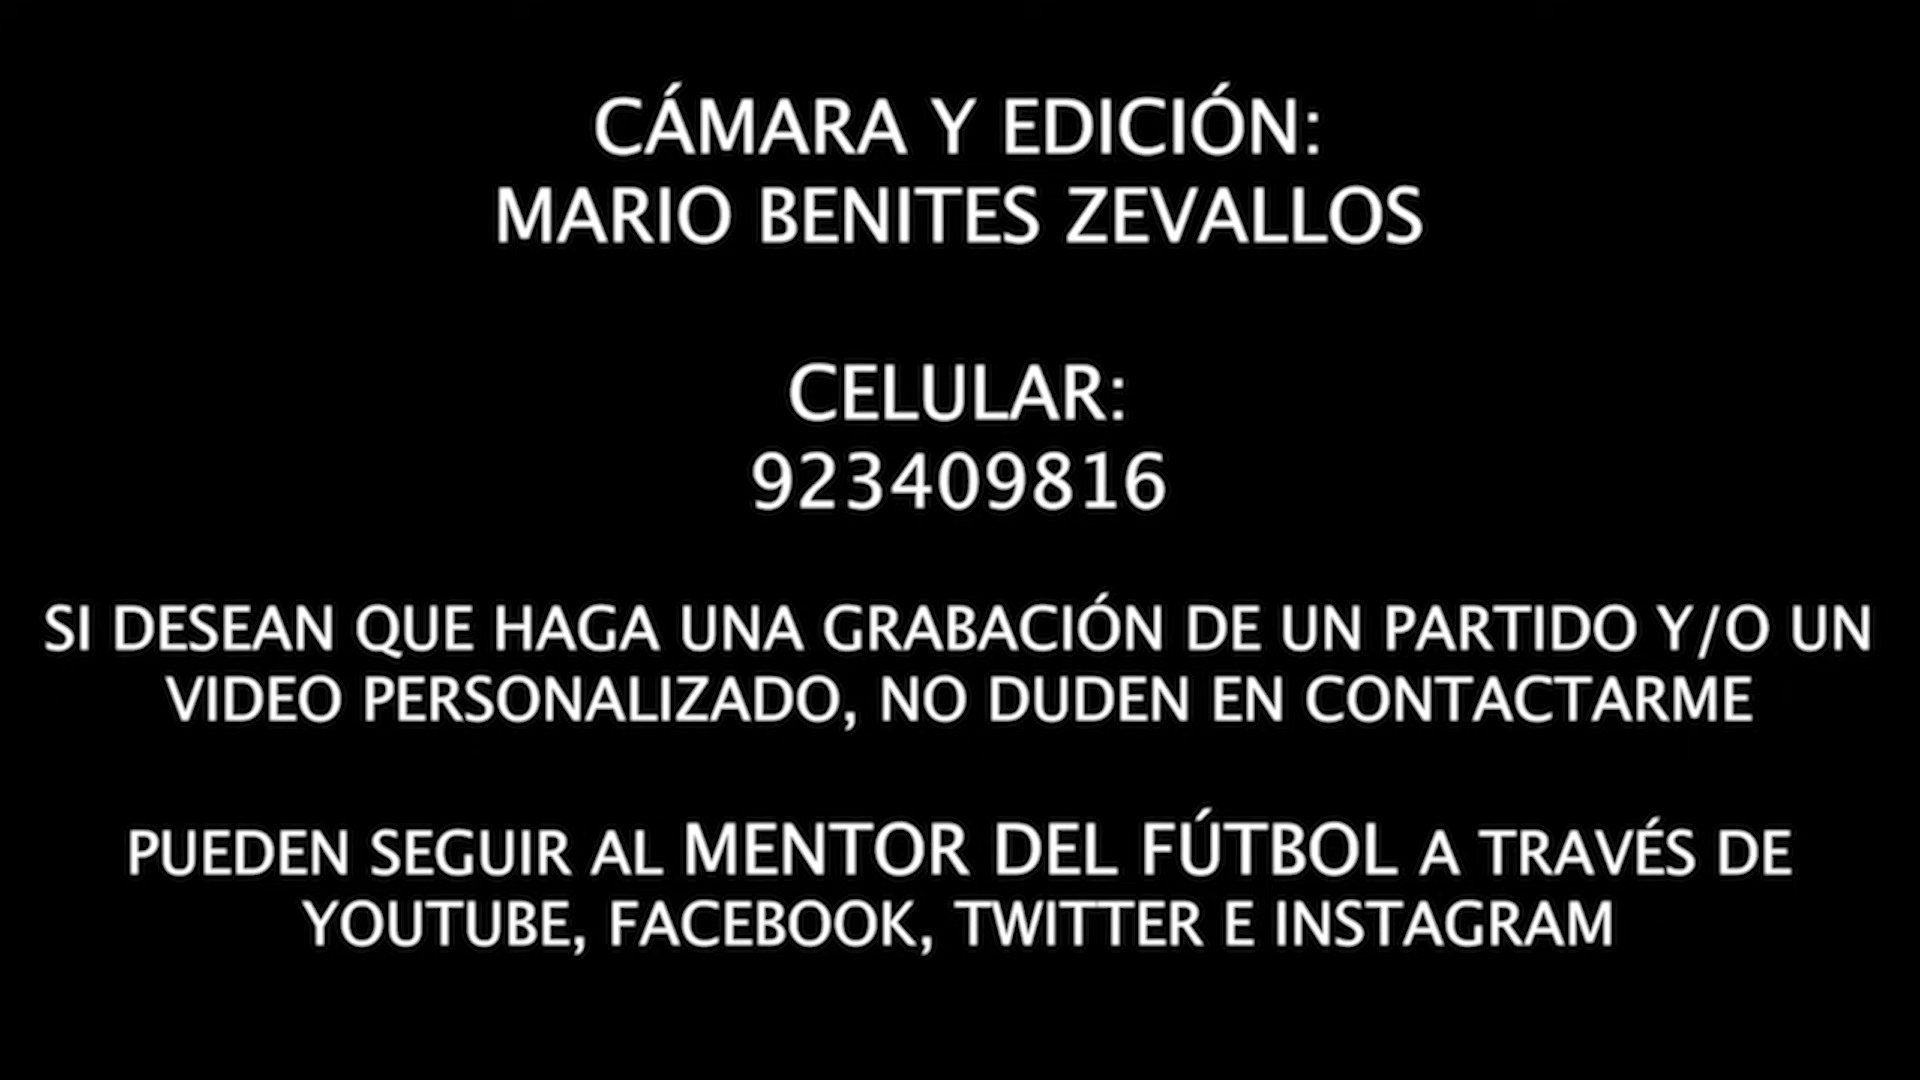 CÁMARA Y EDICIÓN:
MARIO BENITES ZEVALLOS
CELULAR:
923409816
SI DESEAN QUE HAGA UNA GRABACIÓN DE UN PARTIDO Y/O UN
VIDEO PERSONALIZADO, NO DUDEN EN CONTACTARME
PUEDEN SEGUIR AL MENTOR DEL FÚTBOL A TRAVÉS DE
YOUTUBE, FACEBOOK, TWITTER E INSTAGRAM